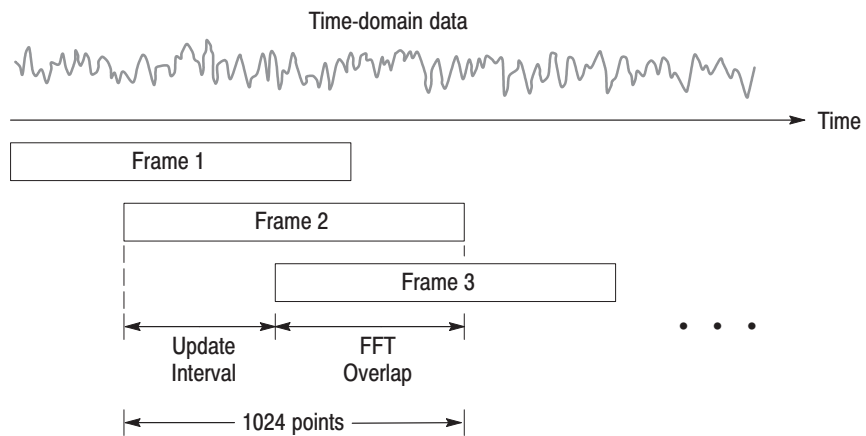 Time-domain data
Time
Frame 1
Frame 2
Frame 3
Update
Interval
FFT
Overlap
1024 points